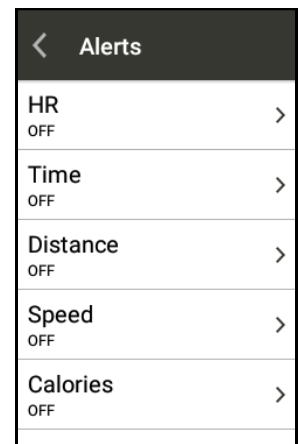 Alerts
HR
OFF
Time
OFF
Distance
OFF
Speed
OFF
Calories
OFF